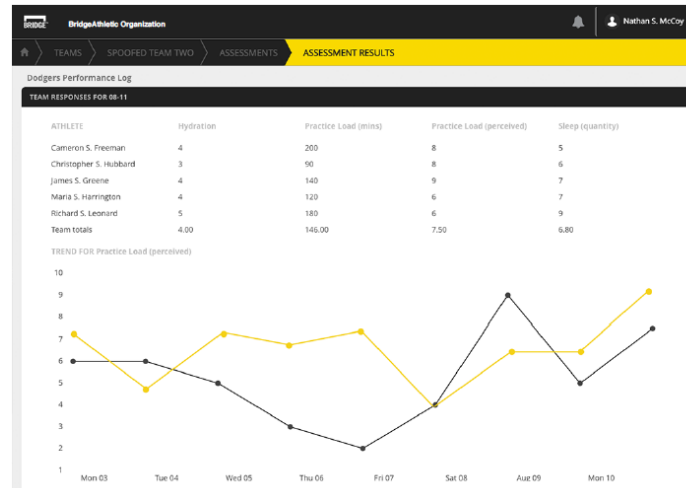 BRIDGE BridgeAthletic Organization Nathan S. McCoy
TEAMS SPOOFED TEAM TWO ASSESSMENTS ASSESSMENT RESULTS
Dodgers Performance Log
TEAM RESPONSES FOR 08-11
ATHLETE Hydration Practice Load (mins) Practice Load (perceived) Sleep (quantity)
Cameron S. Freeman 4 200 8 5
Christopher S. Hubbard 3 90 8 6
James S. Greene 4 140 9 7
Maria S. Harrington 4 120 6 7
Richard S. Leonard 5 180 6 9
Team totals 4.00 146.00 7.50 6.80
TREND FOR Practice Load (perceived)
10
9
8
7
6
5
4
3
2
1
Mon 03 Tue 04 Wed 05 Thu 06 Fri 07 Sat 08 Aug 09 Mon 10